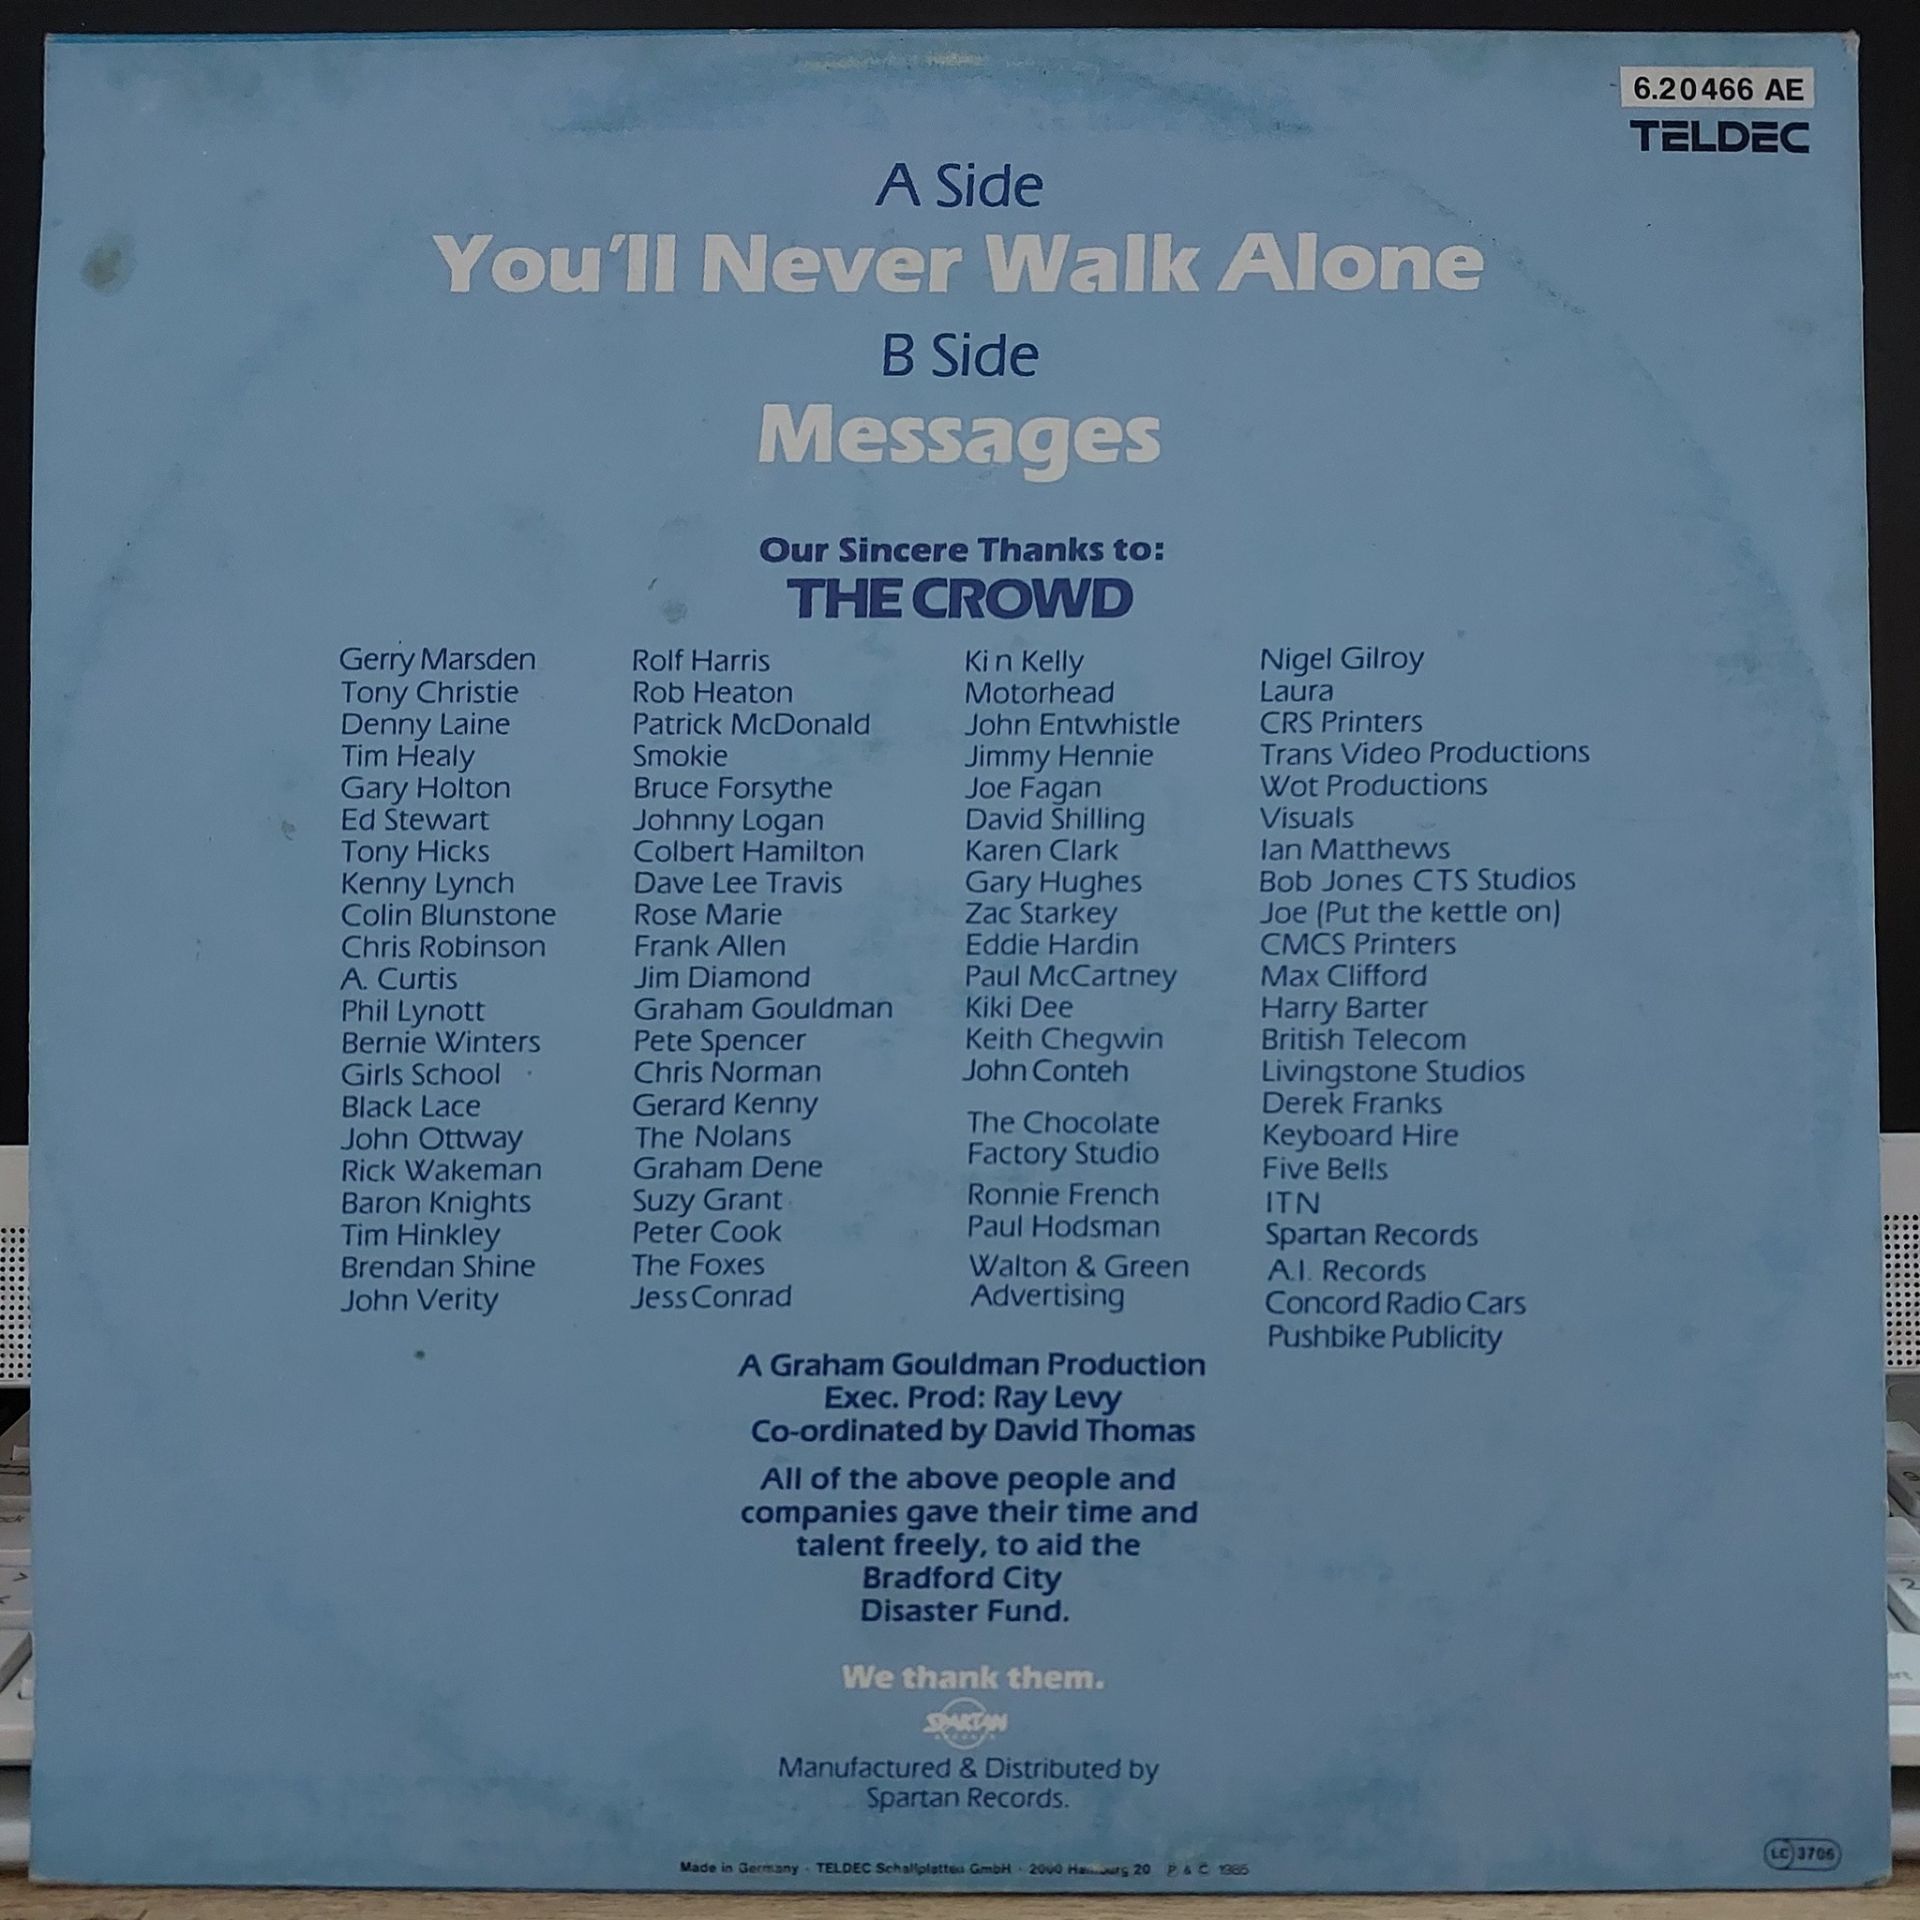 6.20466 AE
TELDEC
A Side
You'll Never Walk Alone
B Side
Messages
Our Sincere Thanks to:
THE CROWD
Gerry Marsden
Tony Christie
Denny Laine
Tim Healy
Gary Holton
Ed Stewart
Tony Hicks
Kenny Lynch
Colin Blunstone
Chris Robinson
A. Curtis
Phil Lynott
Bernie Winters
Girls School
Black Lace
John Ottway
Rick Wakeman
Baron Knights
Tim Hinkley
Brendan Shine
John Verity
Rolf Harris
Rob Heaton
Patrick McDonald
Smokie
Bruce Forsythe
Johnny Logan
Colbert Hamilton
Dave Lee Travis
Rose Marie
Frank Allen
Jim Diamond
Graham Gouldman
Pete Spencer
Chris Norman
Gerard Kenny
The Nolans
Graham Dene
Suzy Grant
Peter Cook
The Foxes
Jess Conrad
Ki n Kelly
Motorhead
John Entwhistle
Jimmy Hennie
Joe Fagan
David Shilling
Karen Clark
Gary Hughes
Zac Starkey
Eddie Hardin
Paul McCartney
Kiki Dee
Keith Chegwin
John Conteh
The Chocolate
Factory Studio
Ronnie French
Paul Hodsman
Walton & Green
Advertising
Nigel Gilroy
Laura
CRS Printers
Trans Video Productions
Wot Productions
Visuals
Ian Matthews
Bob Jones CTS Studios
Joe (Put the kettle on)
CMCS Printers
Max Clifford
Harry Barter
British Telecom
Livingstone Studios
Derek Franks
Keyboard Hire
Five Bells
ITN
Spartan Records
A.I. Records
Concord Radio Cars
Pushbike Publicity
A Graham Gouldman Production
Exec. Prod: Ray Levy
Co-ordinated by David Thomas
All of the above people and
companies gave their time and
talent freely, to aid the
Bradford City
Disaster Fund.
We thank them.
SPARTAN
RECORDS
Manufactured & Distributed by
Spartan Records.
Made in Germany · TELDEC Schallplatten GmbH · 2000 Hamburg 20 P & C 1985
LC 3706